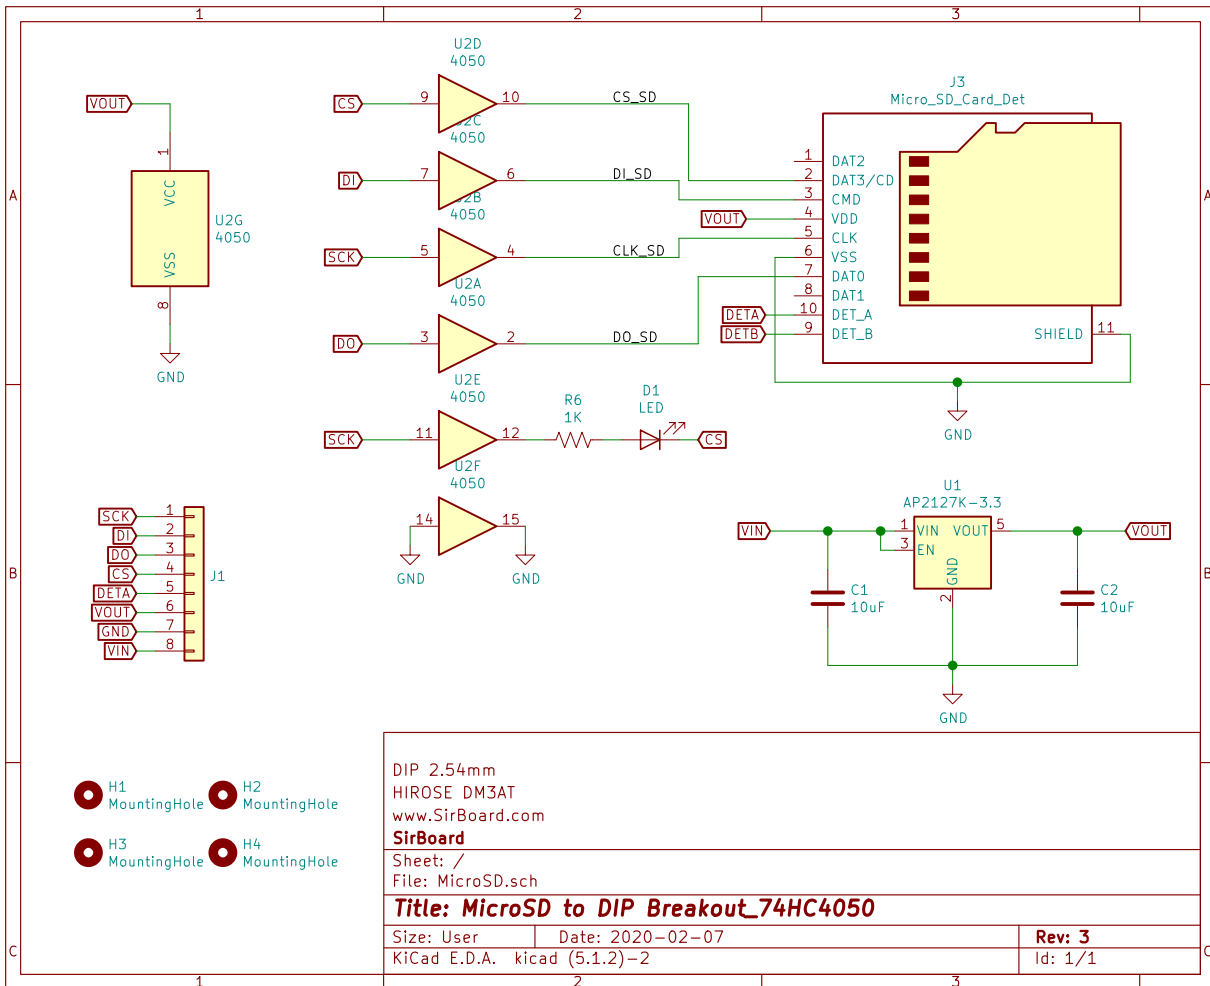 1
2
3
A
A
B
B
C
C
1
2
3
VOUT
1
VCC
VSS
8
U2G
4050
GND
U2D
4050
CS
9
10
CS_SD
U2C
4050
DI
7
6
DI_SD
U2B
4050
SCK
5
4
CLK_SD
U2A
4050
DO
3
2
DO_SD
U2E
4050
SCK
11
12
R6
1K
D1
LED
CS
U2F
4050
14
15
GND
GND
J3
Micro_SD_Card_Det
1 DAT2
2 DAT3/CD
3 CMD
VOUT 4 VDD
5 CLK
6 VSS
7 DAT0
8 DAT1
DETA 10 DET_A
DETB 9 DET_B
SHIELD 11
GND
U1
AP2127K-3.3
VIN
1 VIN VOUT 5
3 EN
GND
2
VOUT
C1
10uF
C2
10uF
GND
SCK 1
DI 2
DO 3
CS 4
DETA 5
VOUT 6
GND 7
VIN 8
J1
H1
MountingHole
H2
MountingHole
H3
MountingHole
H4
MountingHole
DIP 2.54mm
HIROSE DM3AT
www.SirBoard.com
SirBoard
Sheet: /
File: MicroSD.sch
Title: MicroSD to DIP Breakout_74HC4050
Size: User Date: 2020-02-07 Rev: 3
KiCad E.D.A. kicad (5.1.2)-2 Id: 1/1